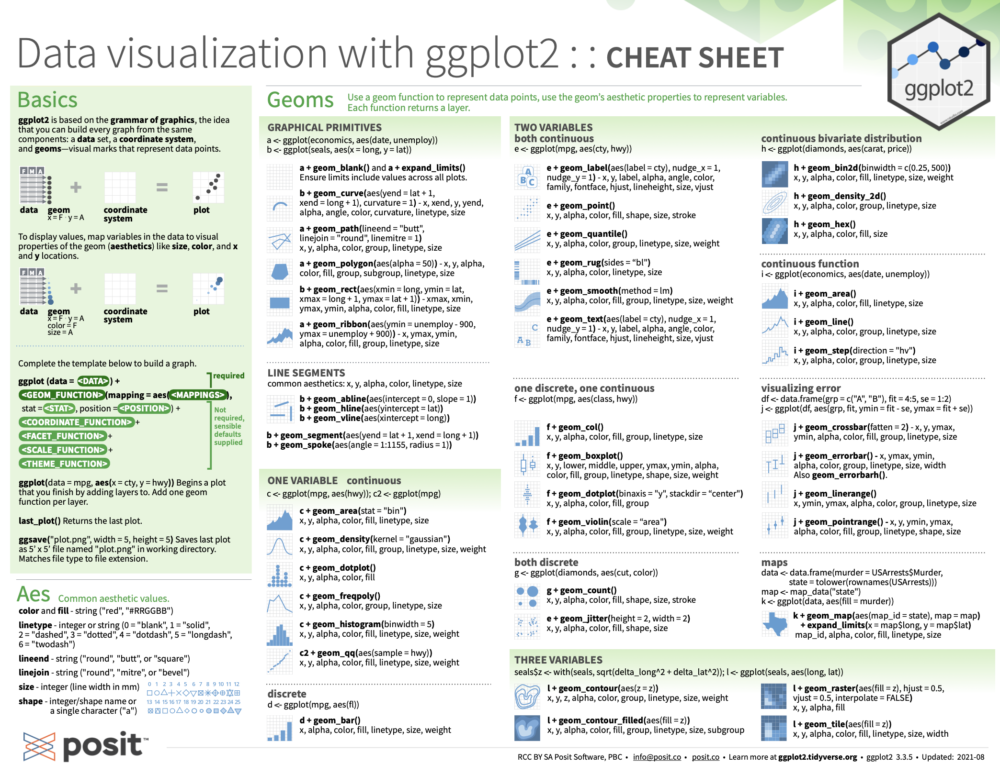 Data visualization with ggplot2 : : CHEAT SHEET
ggplot2
www.rstudio.com
Basics
ggplot2 is based on the grammar of graphics, the idea
that you can build every graph from the same
components: a data set, a coordinate system,
and geoms—visual marks that represent data points.
F M A
data geom coordinate plot
x = F · y = A system
To display values, map variables in the data to visual
properties of the geom (aesthetics) like size, color, and x
and y locations.
F M A
data geom coordinate plot
x = F · y = A system
color = F
size = A
Complete the template below to build a graph.
required
ggplot (data = <DATA>) +
<GEOM_FUNCTION>(mapping = aes(<MAPPINGS>),
stat = <STAT>, position = <POSITION>) +
<COORDINATE_FUNCTION> +
<FACET_FUNCTION> +
<SCALE_FUNCTION> +
<THEME_FUNCTION>
Not
required,
sensible
defaults
supplied
ggplot(data = mpg, aes(x = cty, y = hwy)) Begins a plot
that you finish by adding layers to. Add one geom
function per layer.
last_plot() Returns the last plot.
ggsave("plot.png", width = 5, height = 5) Saves last plot
as 5’ x 5’ file named "plot.png" in working directory.
Matches file type to file extension.
Aes Common aesthetic values.
color and fill - string ("red", "#RRGGBB")
linetype - integer or string (0 = "blank", 1 = "solid",
2 = "dashed", 3 = "dotted", 4 = "dotdash", 5 = "longdash",
6 = "twodash")
lineend - string ("round", "butt", or "square")
linejoin - string ("round", "mitre", or "bevel")
size - integer (line width in mm)
0 1 2 3 4 5 6 7 8 9 10 11 12
shape - integer/shape name or
a single character ("a")
13 14 15 16 17 18 19 20 21 22 23 24 25
posit™
Geoms
Use a geom function to represent data points, use the geom’s aesthetic properties to represent variables.
Each function returns a layer.
GRAPHICAL PRIMITIVES
a <- ggplot(economics, aes(date, unemploy))
b <- ggplot(seals, aes(x = long, y = lat))
a + geom_blank() and a + expand_limits()
Ensure limits include values across all plots.
b + geom_curve(aes(yend = lat + 1,
xend = long + 1), curvature = 1) - x, xend, y, yend,
alpha, angle, color, curvature, linetype, size
a + geom_path(lineend = "butt",
linejoin = "round", linemitre = 1)
x, y, alpha, color, group, linetype, size
a + geom_polygon(aes(alpha = 50)) - x, y, alpha,
color, fill, group, subgroup, linetype, size
b + geom_rect(aes(xmin = long, ymin = lat,
xmax = long + 1, ymax = lat + 1)) - xmax, xmin,
ymax, ymin, alpha, color, fill, linetype, size
a + geom_ribbon(aes(ymin = unemploy - 900,
ymax = unemploy + 900)) - x, ymax, ymin,
alpha, color, fill, group, linetype, size
LINE SEGMENTS
common aesthetics: x, y, alpha, color, linetype, size
b + geom_abline(aes(intercept = 0, slope = 1))
b + geom_hline(aes(yintercept = lat))
b + geom_vline(aes(xintercept = long))
b + geom_segment(aes(yend = lat + 1, xend = long + 1))
b + geom_spoke(aes(angle = 1:1155, radius = 1))
ONE VARIABLE continuous
c <- ggplot(mpg, aes(hwy)); c2 <- ggplot(mpg)
c + geom_area(stat = "bin")
x, y, alpha, color, fill, linetype, size
c + geom_density(kernel = "gaussian")
x, y, alpha, color, fill, group, linetype, size, weight
c + geom_dotplot()
x, y, alpha, color, fill
c + geom_freqpoly()
x, y, alpha, color, group, linetype, size
c + geom_histogram(binwidth = 5)
x, y, alpha, color, fill, linetype, size, weight
c2 + geom_qq(aes(sample = hwy))
x, y, alpha, color, fill, linetype, size, weight
discrete
d <- ggplot(mpg, aes(fl))
d + geom_bar()
x, alpha, color, fill, linetype, size, weight
TWO VARIABLES
both continuous
e <- ggplot(mpg, aes(cty, hwy))
A
B C
e + geom_label(aes(label = cty), nudge_x = 1,
nudge_y = 1) - x, y, label, alpha, angle, color,
family, fontface, hjust, lineheight, size, vjust
e + geom_point()
x, y, alpha, color, fill, shape, size, stroke
e + geom_quantile()
x, y, alpha, color, group, linetype, size, weight
e + geom_rug(sides = “bl")
x, y, alpha, color, linetype, size
e + geom_smooth(method = lm)
x, y, alpha, color, fill, group, linetype, size, weight
C
A B
e + geom_text(aes(label = cty), nudge_x = 1,
nudge_y = 1) - x, y, label, alpha, angle, color,
family, fontface, hjust, lineheight, size, vjust
one discrete, one continuous
f <- ggplot(mpg, aes(class, hwy))
f + geom_col()
x, y, alpha, color, fill, group, linetype, size
f + geom_boxplot()
x, y, lower, middle, upper, ymax, ymin, alpha,
color, fill, group, linetype, shape, size, weight
f + geom_dotplot(binaxis = "y", stackdir = “center")
x, y, alpha, color, fill, group
f + geom_violin(scale = “area")
x, y, alpha, color, fill, group, linetype, size, weight
both discrete
g <- ggplot(diamonds, aes(cut, color))
g + geom_count()
x, y, alpha, color, fill, shape, size, stroke
e + geom_jitter(height = 2, width = 2)
x, y, alpha, color, fill, shape, size
continuous bivariate distribution
h <- ggplot(diamonds, aes(carat, price))
h + geom_bin2d(binwidth = c(0.25, 500))
x, y, alpha, color, fill, linetype, size, weight
h + geom_density_2d()
x, y, alpha, color, group, linetype, size
h + geom_hex()
x, y, alpha, color, fill, size
continuous function
i <- ggplot(economics, aes(date, unemploy))
i + geom_area()
x, y, alpha, color, fill, linetype, size
i + geom_line()
x, y, alpha, color, group, linetype, size
i + geom_step(direction = "hv")
x, y, alpha, color, group, linetype, size
visualizing error
df <- data.frame(grp = c("A", "B"), fit = 4:5, se = 1:2)
j <- ggplot(df, aes(grp, fit, ymin = fit - se, ymax = fit + se))
j + geom_crossbar(fatten = 2) - x, y, ymax,
ymin, alpha, color, fill, group, linetype, size
j + geom_errorbar() - x, ymax, ymin,
alpha, color, group, linetype, size, width
Also geom_errorbarh().
j + geom_linerange()
x, ymin, ymax, alpha, color, group, linetype, size
j + geom_pointrange() - x, y, ymin, ymax,
alpha, color, fill, group, linetype, shape, size
maps
data <- data.frame(murder = USArrests$Murder,
state = tolower(rownames(USArrests)))
map <- map_data("state")
k <- ggplot(data, aes(fill = murder))
k + geom_map(aes(map_id = state), map = map)
+ expand_limits(x = map$long, y = map$lat)
map_id, alpha, color, fill, linetype, size
THREE VARIABLES
seals$z <- with(seals, sqrt(delta_long^2 + delta_lat^2)); l <- ggplot(seals, aes(long, lat))
l + geom_contour(aes(z = z))
x, y, z, alpha, color, group, linetype, size, weight
l + geom_contour_filled(aes(fill = z))
x, y, alpha, color, fill, group, linetype, size, subgroup
l + geom_raster(aes(fill = z), hjust = 0.5,
vjust = 0.5, interpolate = FALSE)
x, y, alpha, fill
l + geom_tile(aes(fill = z))
x, y, alpha, color, fill, linetype, size, width
RCC BY SA Posit Software, PBC • info@posit.co • posit.co • Learn more at ggplot2.tidyverse.org • ggplot2 3.3.5 • Updated: 2021-08